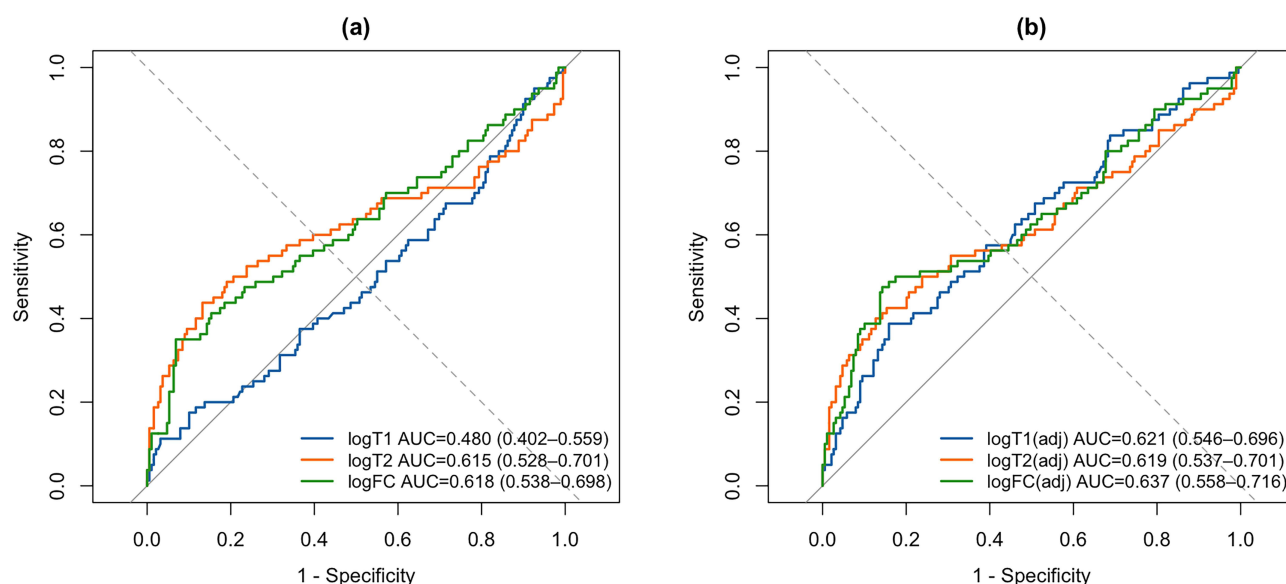 (a)
Sensitivity
1.0
0.8
0.6
0.4
0.2
0.0
logT1 AUC=0.480 (0.402–0.559)
logT2 AUC=0.615 (0.528–0.701)
logFC AUC=0.618 (0.538–0.698)
0.0 0.2 0.4 0.6 0.8 1.0
1 - Specificity
(b)
Sensitivity
1.0
0.8
0.6
0.4
0.2
0.0
logT1(adj) AUC=0.621 (0.546–0.696)
logT2(adj) AUC=0.619 (0.537–0.701)
logFC(adj) AUC=0.637 (0.558–0.716)
0.0 0.2 0.4 0.6 0.8 1.0
1 - Specificity